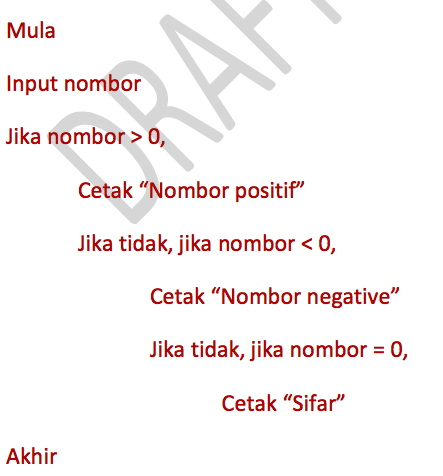 Mula
Input nombor
Jika nombor > 0,
Cetak “Nombor positif”
Jika tidak, jika nombor < 0,
Cetak “Nombor negative”
Jika tidak, jika nombor = 0,
Cetak “Sifar”
Akhir